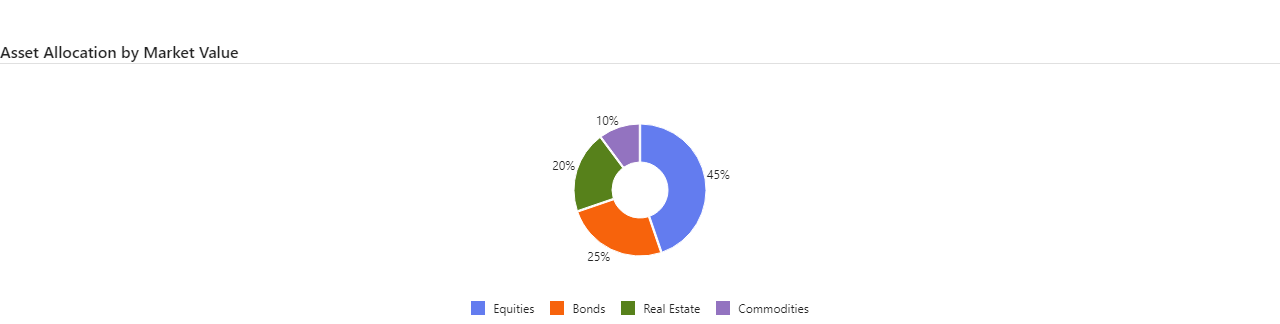 Asset Allocation by Market Value
10%
20%
45%
25%
Equities Bonds Real Estate Commodities